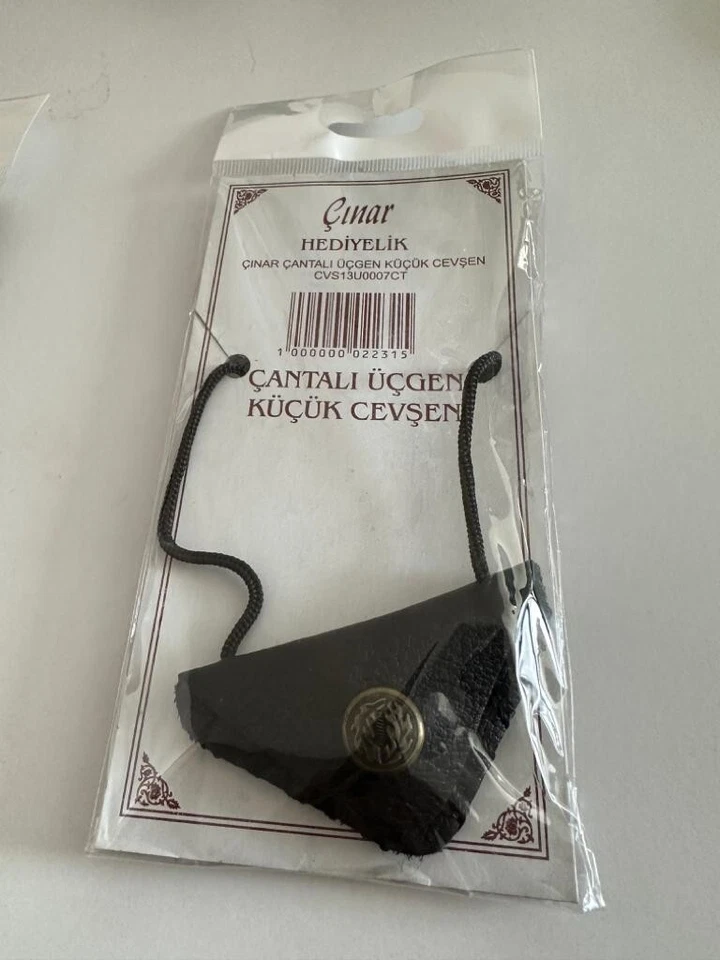 Çınar
HEDİYELİK
ÇINAR ÇANTALI ÜÇGEN KÜÇÜK CEVŞEN
CVS13U0007CT
1 000000 022315
ÇANTALI ÜÇGEN
KÜÇÜK CEVŞEN